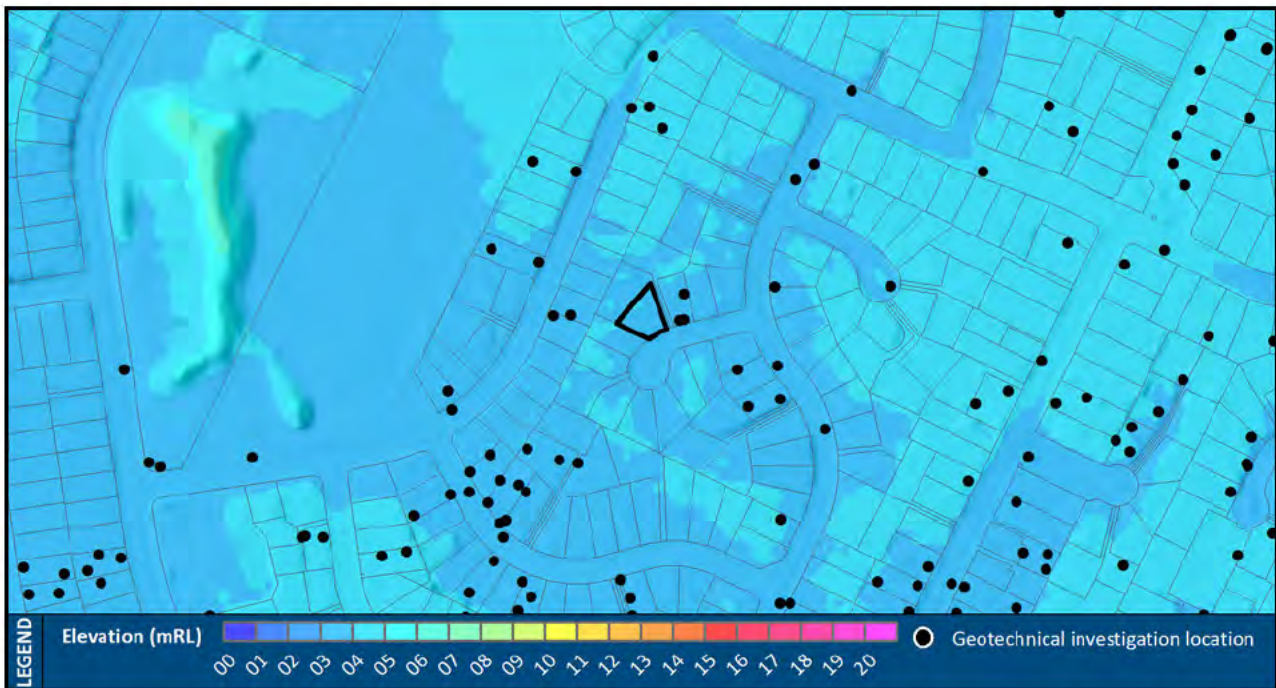 LEGEND
Elevation (mRL)
00 01 02 03 04 05 06 07 08 09 10 11 12 13 14 15 16 17 18 19 20
Geotechnical investigation location